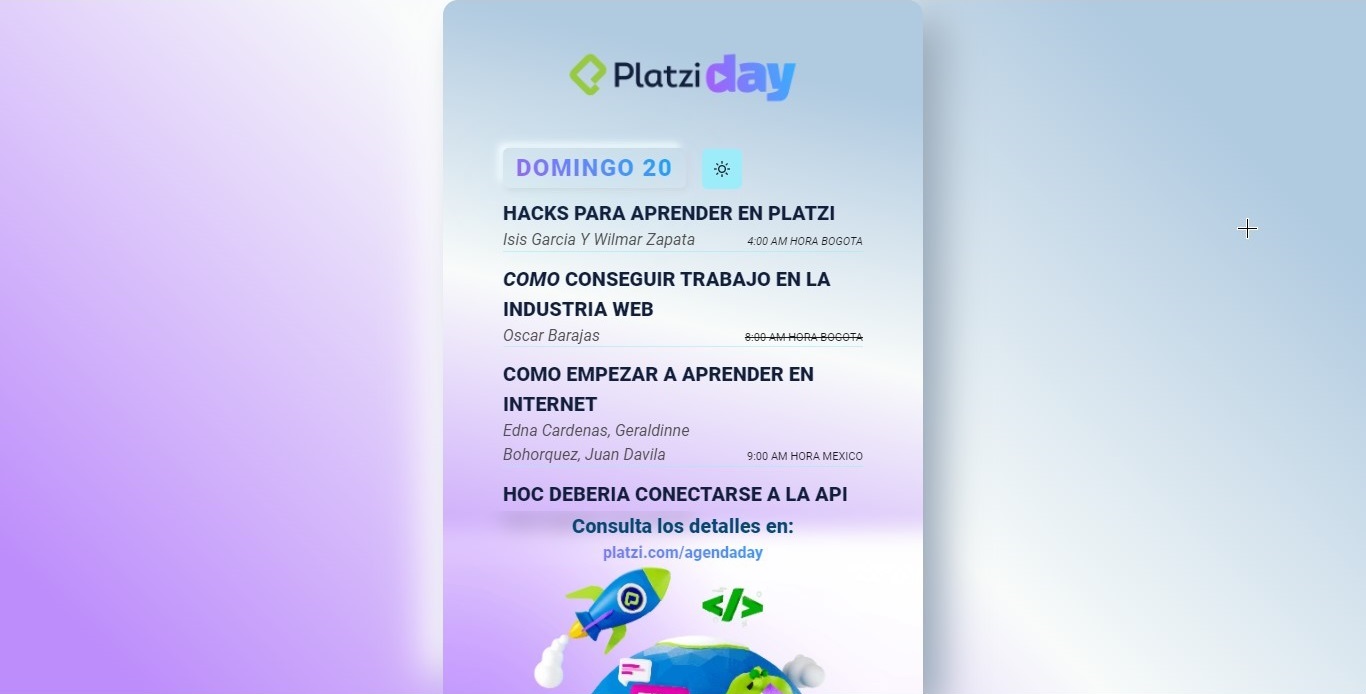 Platzi day
DOMINGO 20
HACKS PARA APRENDER EN PLATZI
Isis Garcia Y Wilmar Zapata
4:00 AM HORA BOGOTA
COMO CONSEGUIR TRABAJO EN LA
INDUSTRIA WEB
Oscar Barajas
8:00 AM HORA BOGOTA
COMO EMPEZAR A APRENDER EN
INTERNET
Edna Cardenas, Geraldinne
Bohorquez, Juan Davila
9:00 AM HORA MEXICO
HOC DEBERIA CONECTARSE A LA API
Consulta los detalles en:
platzi.com/agendaday
</>